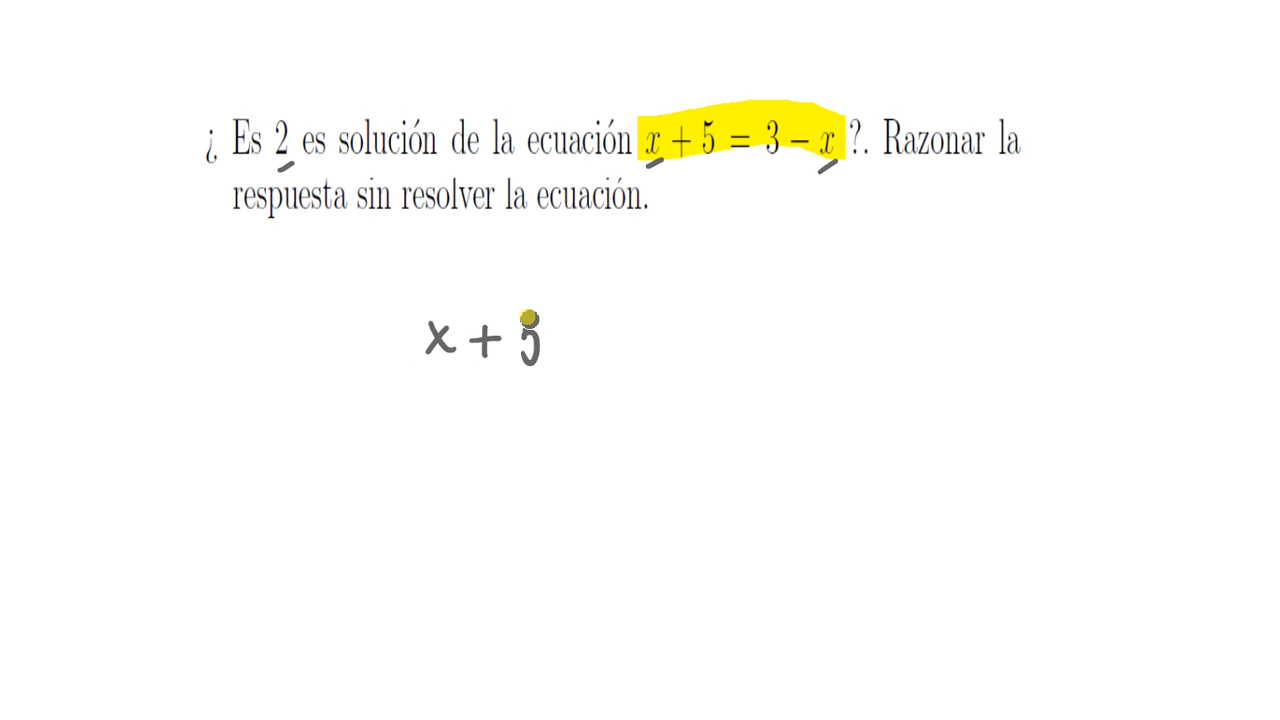 ¿ Es 2 es solución de la ecuación x + 5 = 3 − x ?. Razonar la
respuesta sin resolver la ecuación.
x + 5